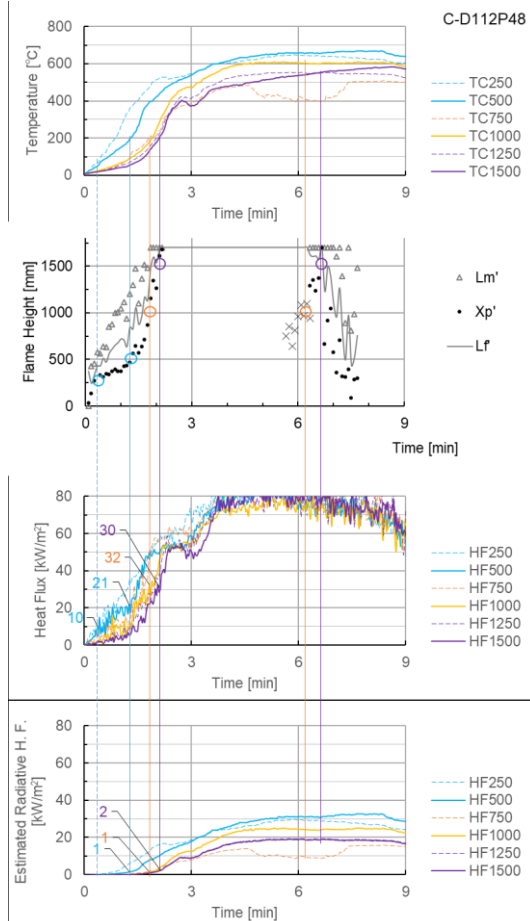 C-D112P48
Temperature [°C]
800
600
400
200
0
0 3 6 9
Time [min]
TC250
TC500
TC750
TC1000
TC1250
TC1500
Flame Height [mm]
1500
1000
500
0
0 3 6 9
Time [min]
Lm'
Xp'
Lf'
Heat Flux [kW/m²]
80
60
40
20
0
30
32
21
10
0 3 6 9
Time [min]
HF250
HF500
HF750
HF1000
HF1250
HF1500
Estimated Radiative H. F.
[kW/m²]
80
60
40
20
0
2
1
1
0 3 6 9
Time [min]
HF250
HF500
HF750
HF1000
HF1250
HF1500